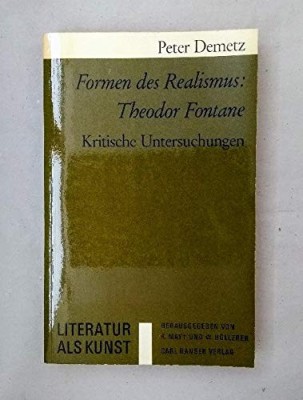 Peter Demetz
Formen des Realismus:
Theodor Fontane
Kritische Untersuchungen
LITERATUR
ALS KUNST
HERAUSGEGEBEN VON
K. MAY UND W. HÖLLERER
CARL HANSER VERLAG